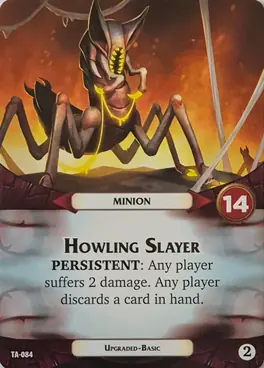 MINION
14
HOWLING SLAYER
PERSISTENT: Any player
suffers 2 damage. Any player
discards a card in hand.
TA-084
UPGRADED-BASIC
2